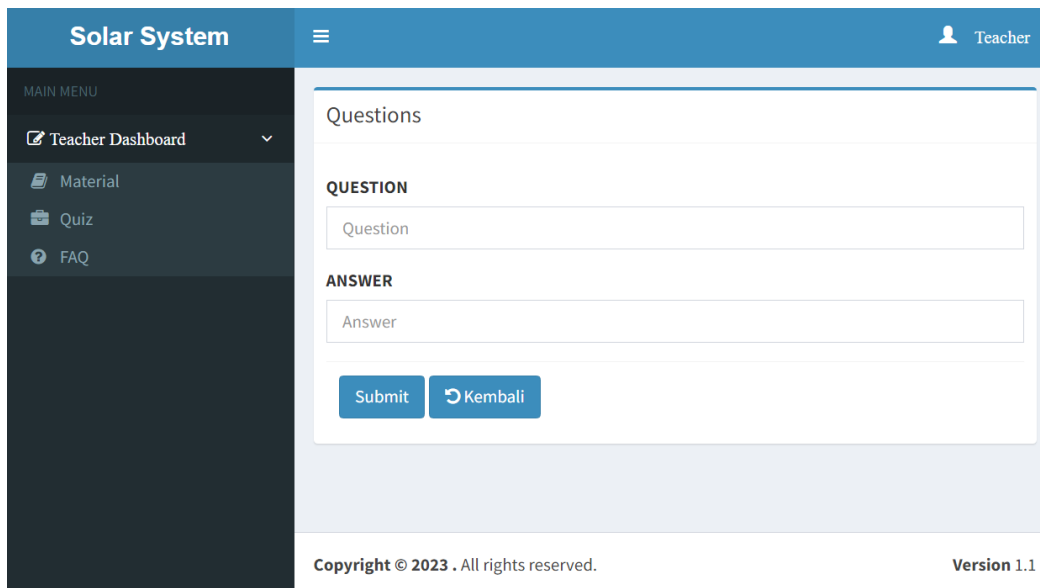 Solar System
Teacher
MAIN MENU
Teacher Dashboard
Material
Quiz
FAQ
Questions
QUESTION
Question
ANSWER
Answer
Submit Kembali
Copyright © 2023 . All rights reserved. Version 1.1